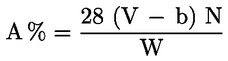 A % = 28 (V − b) N / W